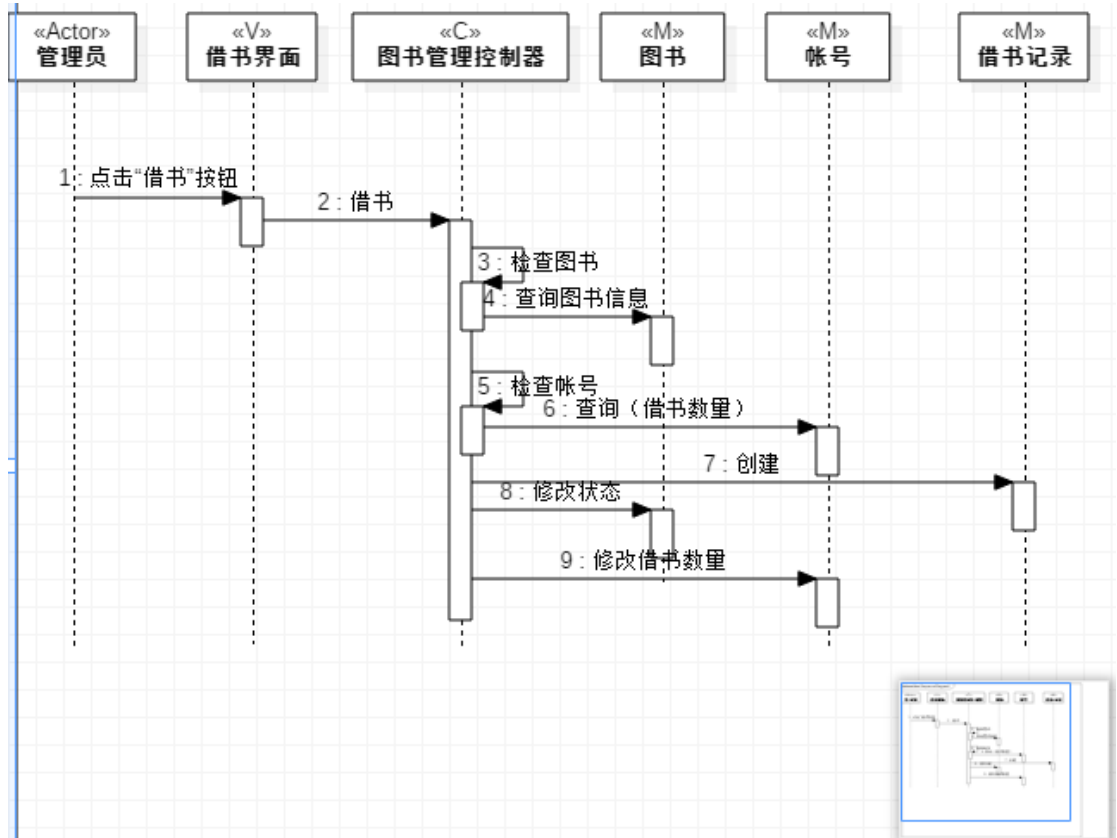 «Actor»
管理员
«V»
借书界面
«C»
图书管理控制器
«M»
图书
«M»
帐号
«M»
借书记录
1 : 点击“借书”按钮
2 : 借书
3 : 检查图书
4 : 查询图书信息
5 : 检查帐号
6 : 查询（借书数量）
7 : 创建
8 : 修改状态
9 : 修改借书数量